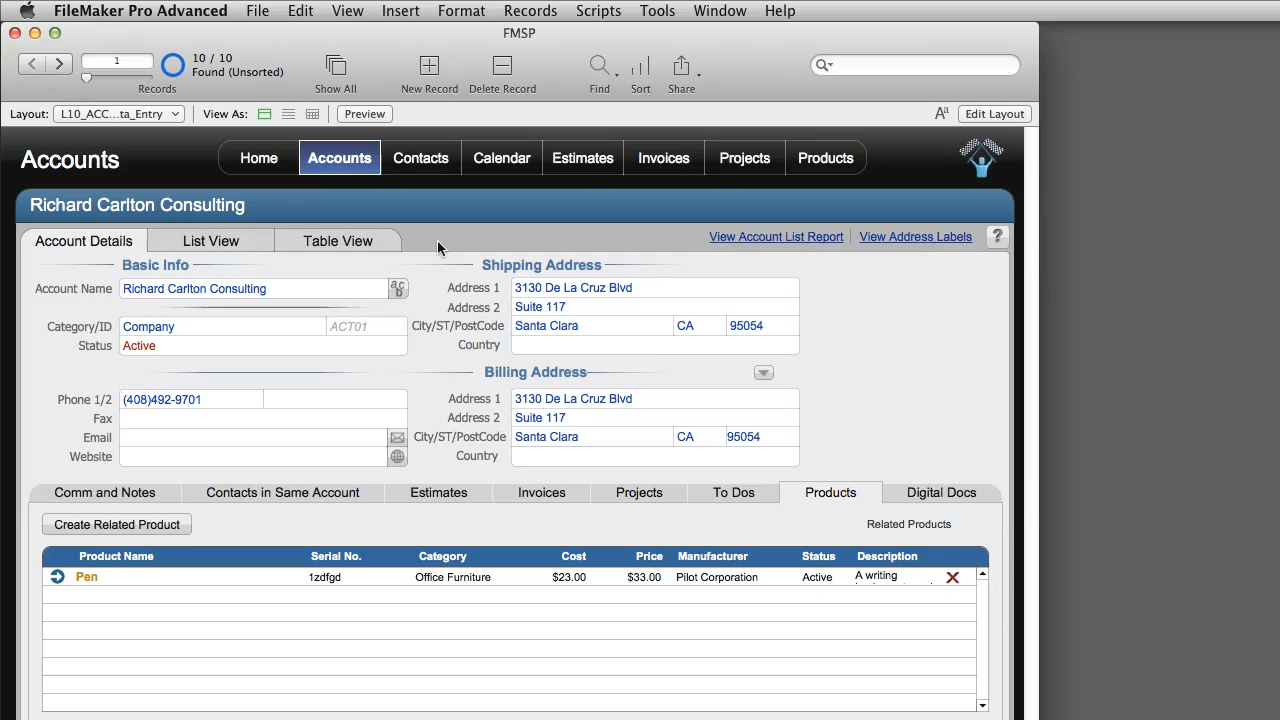 FileMaker Pro Advanced File Edit View Insert Format Records Scripts Tools Window Help
FMSP
1
10 / 10
Found (Unsorted)
Records
Show All
New Record
Delete Record
Find
Sort
Share
Layout: L10_ACC...ta_Entry View As: Preview Aa Edit Layout
Accounts
Home Accounts Contacts Calendar Estimates Invoices Projects Products
Richard Carlton Consulting
Account Details List View Table View
View Account List Report View Address Labels ?
Basic Info
Account Name Richard Carlton Consulting
Category/ID Company ACT01
Status Active
Phone 1/2 (408)492-9701
Fax
Email
Website
Shipping Address
Address 1 3130 De La Cruz Blvd
Address 2 Suite 117
City/ST/PostCode Santa Clara CA 95054
Country
Billing Address
Address 1 3130 De La Cruz Blvd
Address 2 Suite 117
City/ST/PostCode Santa Clara CA 95054
Country
Comm and Notes Contacts in Same Account Estimates Invoices Projects To Dos Products Digital Docs
Create Related Product
Related Products
Product Name Serial No. Category Cost Price Manufacturer Status Description
Pen 1zdfgd Office Furniture $23.00 $33.00 Pilot Corporation Active A writing